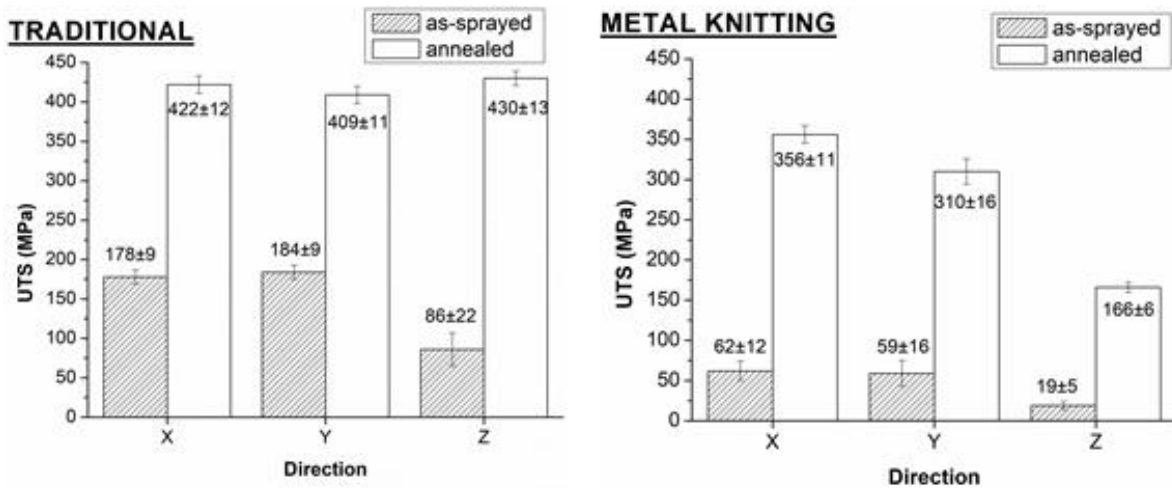 TRADITIONAL
as-sprayed
annealed
450
400
350
300
250
200
150
100
50
0
UTS (MPa)
422±12
409±11
430±13
178±9
184±9
86±22
X
Y
Z
Direction
METAL KNITTING
as-sprayed
annealed
450
400
350
300
250
200
150
100
50
0
UTS (MPa)
356±11
310±16
166±6
62±12
59±16
19±5
X
Y
Z
Direction